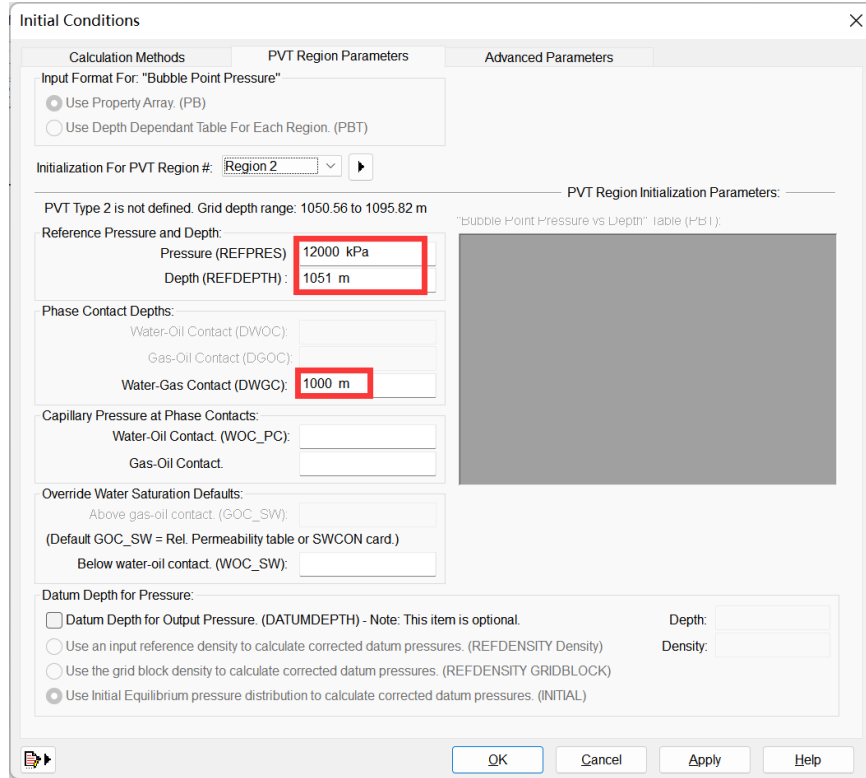 Initial Conditions
Calculation Methods PVT Region Parameters Advanced Parameters
Input Format For: "Bubble Point Pressure"
Use Property Array. (PB)
Use Depth Dependant Table For Each Region. (PBT)
Initialization For PVT Region #: Region 2
PVT Region Initialization Parameters:
PVT Type 2 is not defined. Grid depth range: 1050.56 to 1095.82 m
"Bubble Point Pressure vs Depth" Table (PBT):
Reference Pressure and Depth:
Pressure (REFPRES) 12000 kPa
Depth (REFDEPTH) : 1051 m
Phase Contact Depths:
Water-Oil Contact (DWOC):
Gas-Oil Contact (DGOC):
Water-Gas Contact (DWGC): 1000 m
Capillary Pressure at Phase Contacts:
Water-Oil Contact. (WOC_PC):
Gas-Oil Contact.
Override Water Saturation Defaults:
Above gas-oil contact. (GOC_SW):
(Default GOC_SW = Rel. Permeability table or SWCON card.)
Below water-oil contact. (WOC_SW):
Datum Depth for Pressure:
Datum Depth for Output Pressure. (DATUMDEPTH) - Note: This item is optional. Depth:
Use an input reference density to calculate corrected datum pressures. (REFDENSITY Density) Density:
Use the grid block density to calculate corrected datum pressures. (REFDENSITY GRIDBLOCK)
Use Initial Equilibrium pressure distribution to calculate corrected datum pressures. (INITIAL)
OK Cancel Apply Help